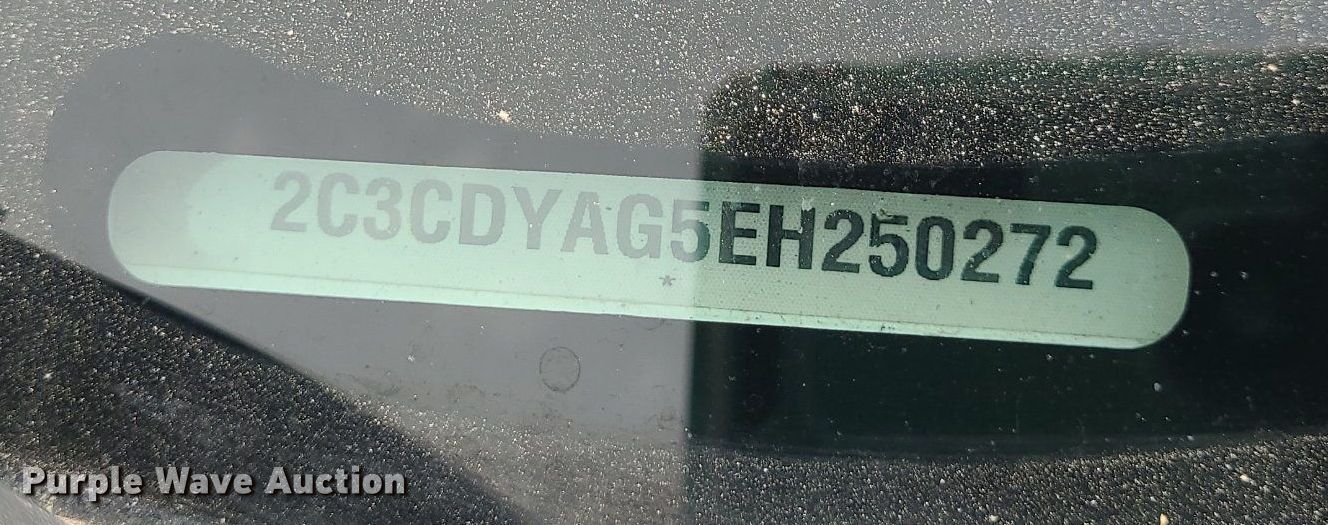 2C3CDYAG5EH250272
*
Purple Wave Auction